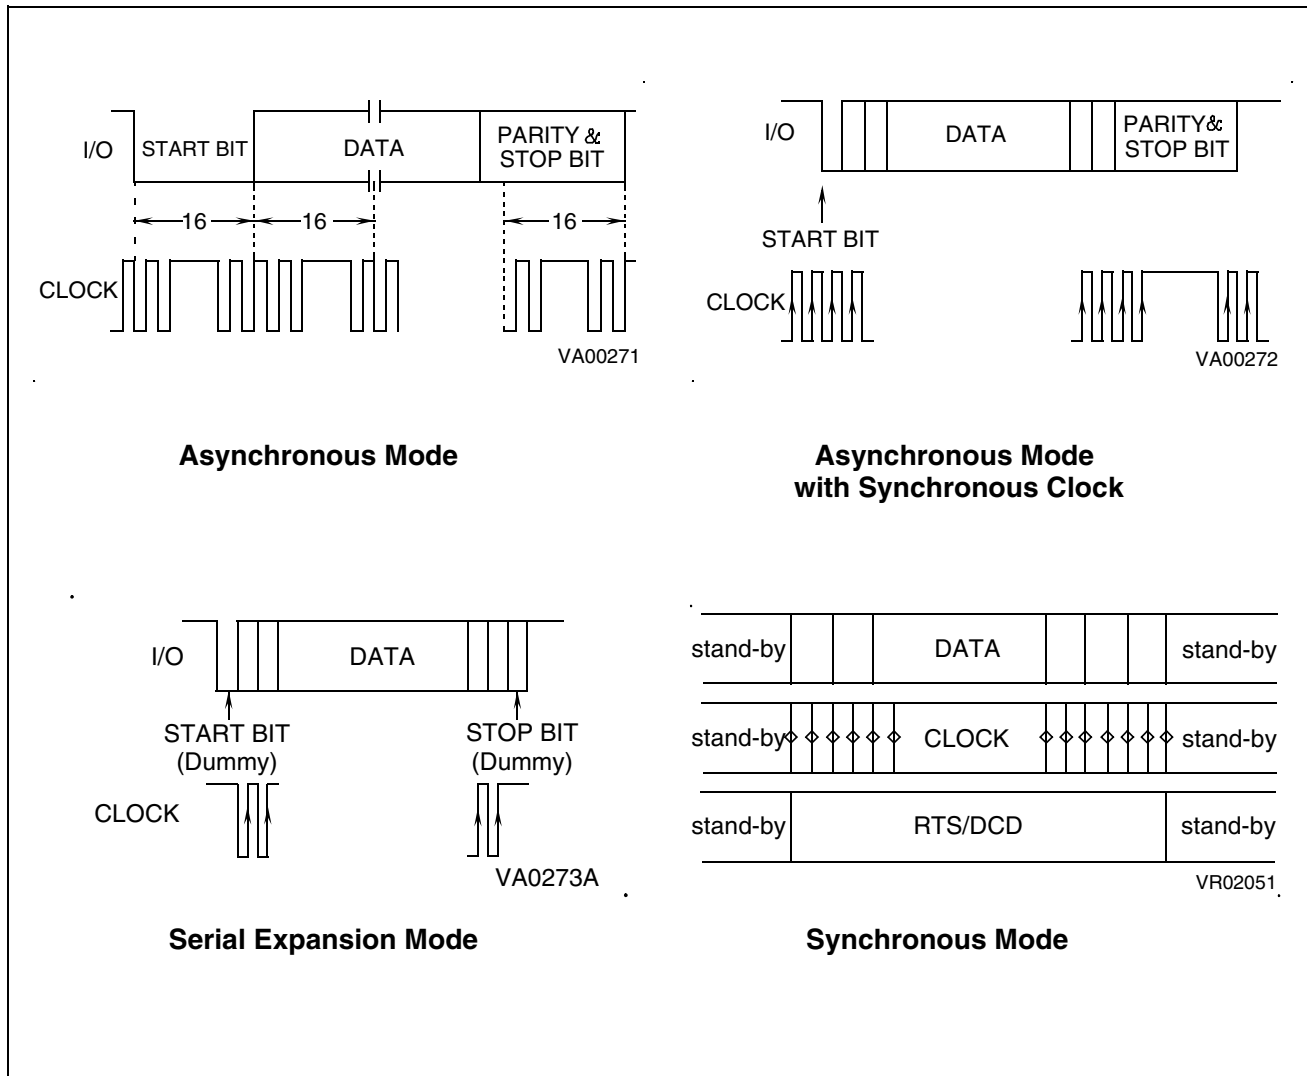 I/O
START BIT
DATA
PARITY &
STOP BIT
16
16
16
CLOCK
VA00271
Asynchronous Mode
I/O
DATA
PARITY&
STOP BIT
START BIT
CLOCK
VA00272
Asynchronous Mode
with Synchronous Clock
I/O
DATA
START BIT
(Dummy)
STOP BIT
(Dummy)
CLOCK
VA0273A
Serial Expansion Mode
stand-by
DATA
stand-by
stand-by
CLOCK
stand-by
stand-by
RTS/DCD
stand-by
VR02051
Synchronous Mode